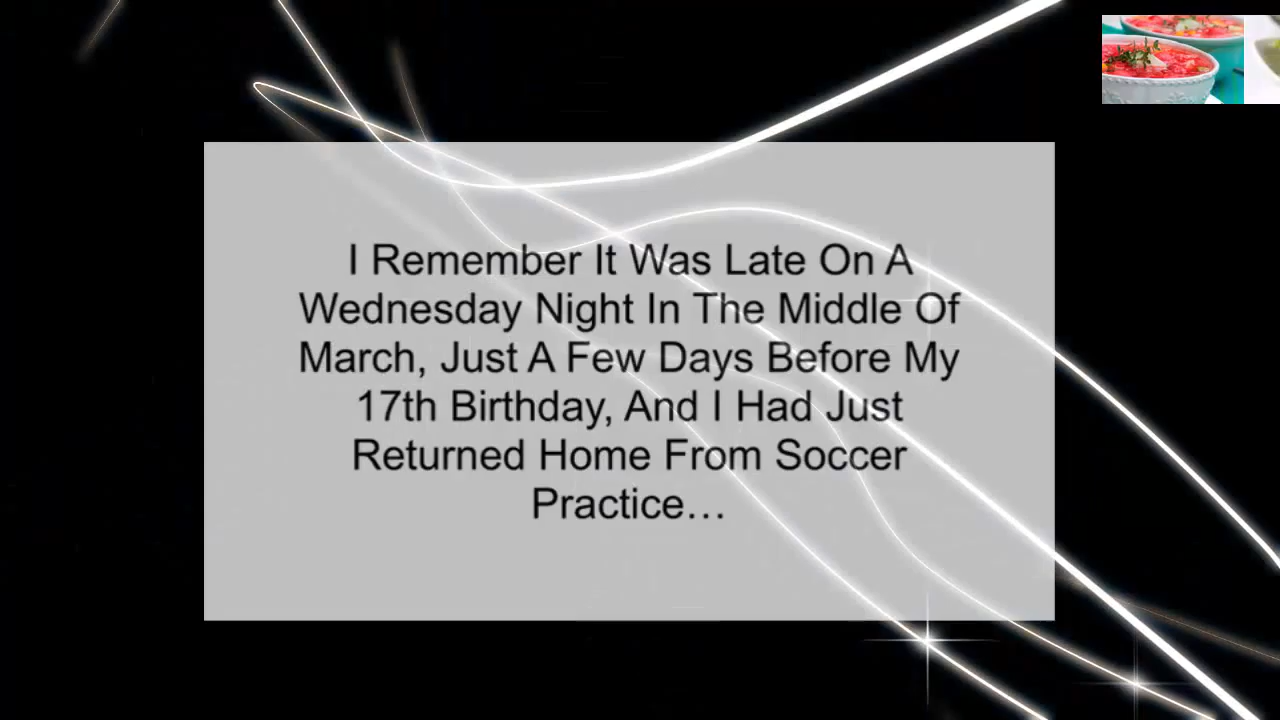 I Remember It Was Late On A
Wednesday Night In The Middle Of
March, Just A Few Days Before My
17th Birthday, And I Had Just
Returned Home From Soccer
Practice…